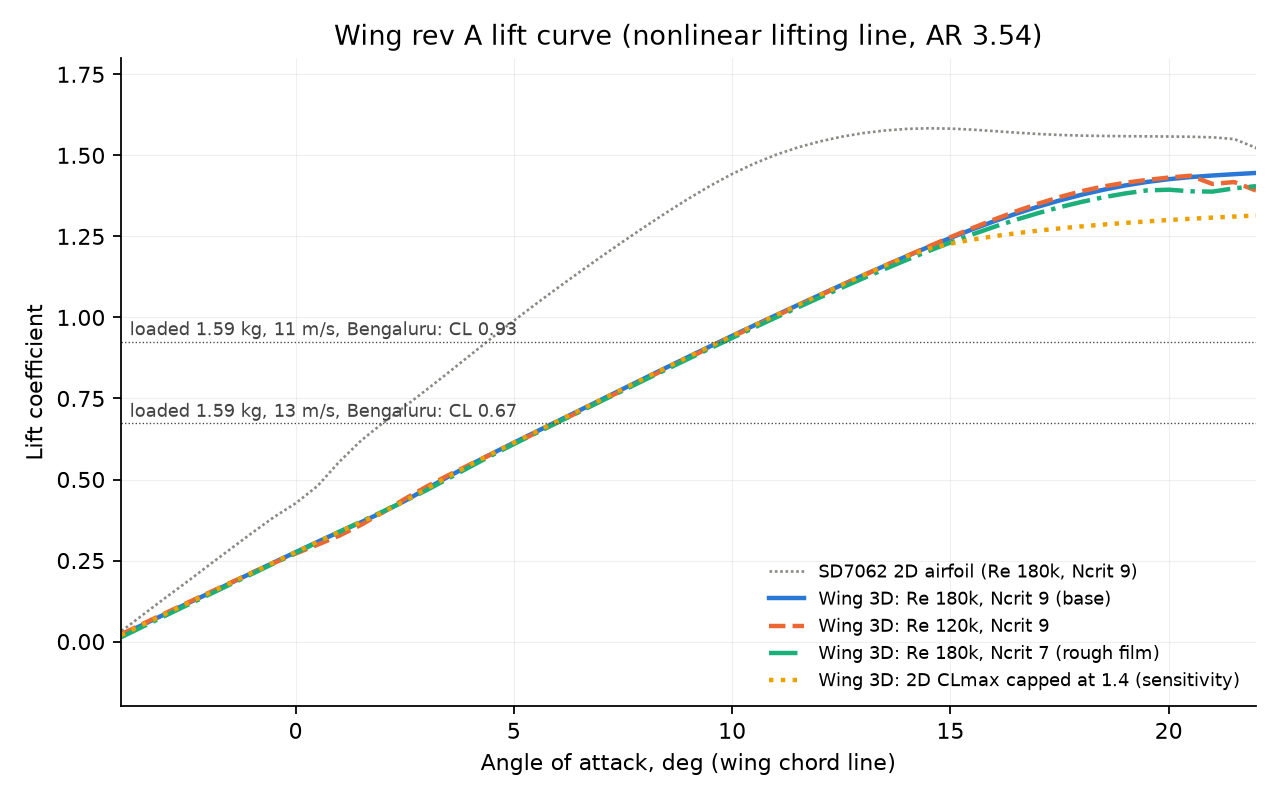 Wing rev A lift curve (nonlinear lifting line, AR 3.54)
1.75
1.50
1.25
1.00
0.75
0.50
0.25
0.00
Lift coefficient
loaded 1.59 kg, 11 m/s, Bengaluru: CL 0.93
loaded 1.59 kg, 13 m/s, Bengaluru: CL 0.67
SD7062 2D airfoil (Re 180k, Ncrit 9)
Wing 3D: Re 180k, Ncrit 9 (base)
Wing 3D: Re 120k, Ncrit 9
Wing 3D: Re 180k, Ncrit 7 (rough film)
Wing 3D: 2D CLmax capped at 1.4 (sensitivity)
0 5 10 15 20
Angle of attack, deg (wing chord line)